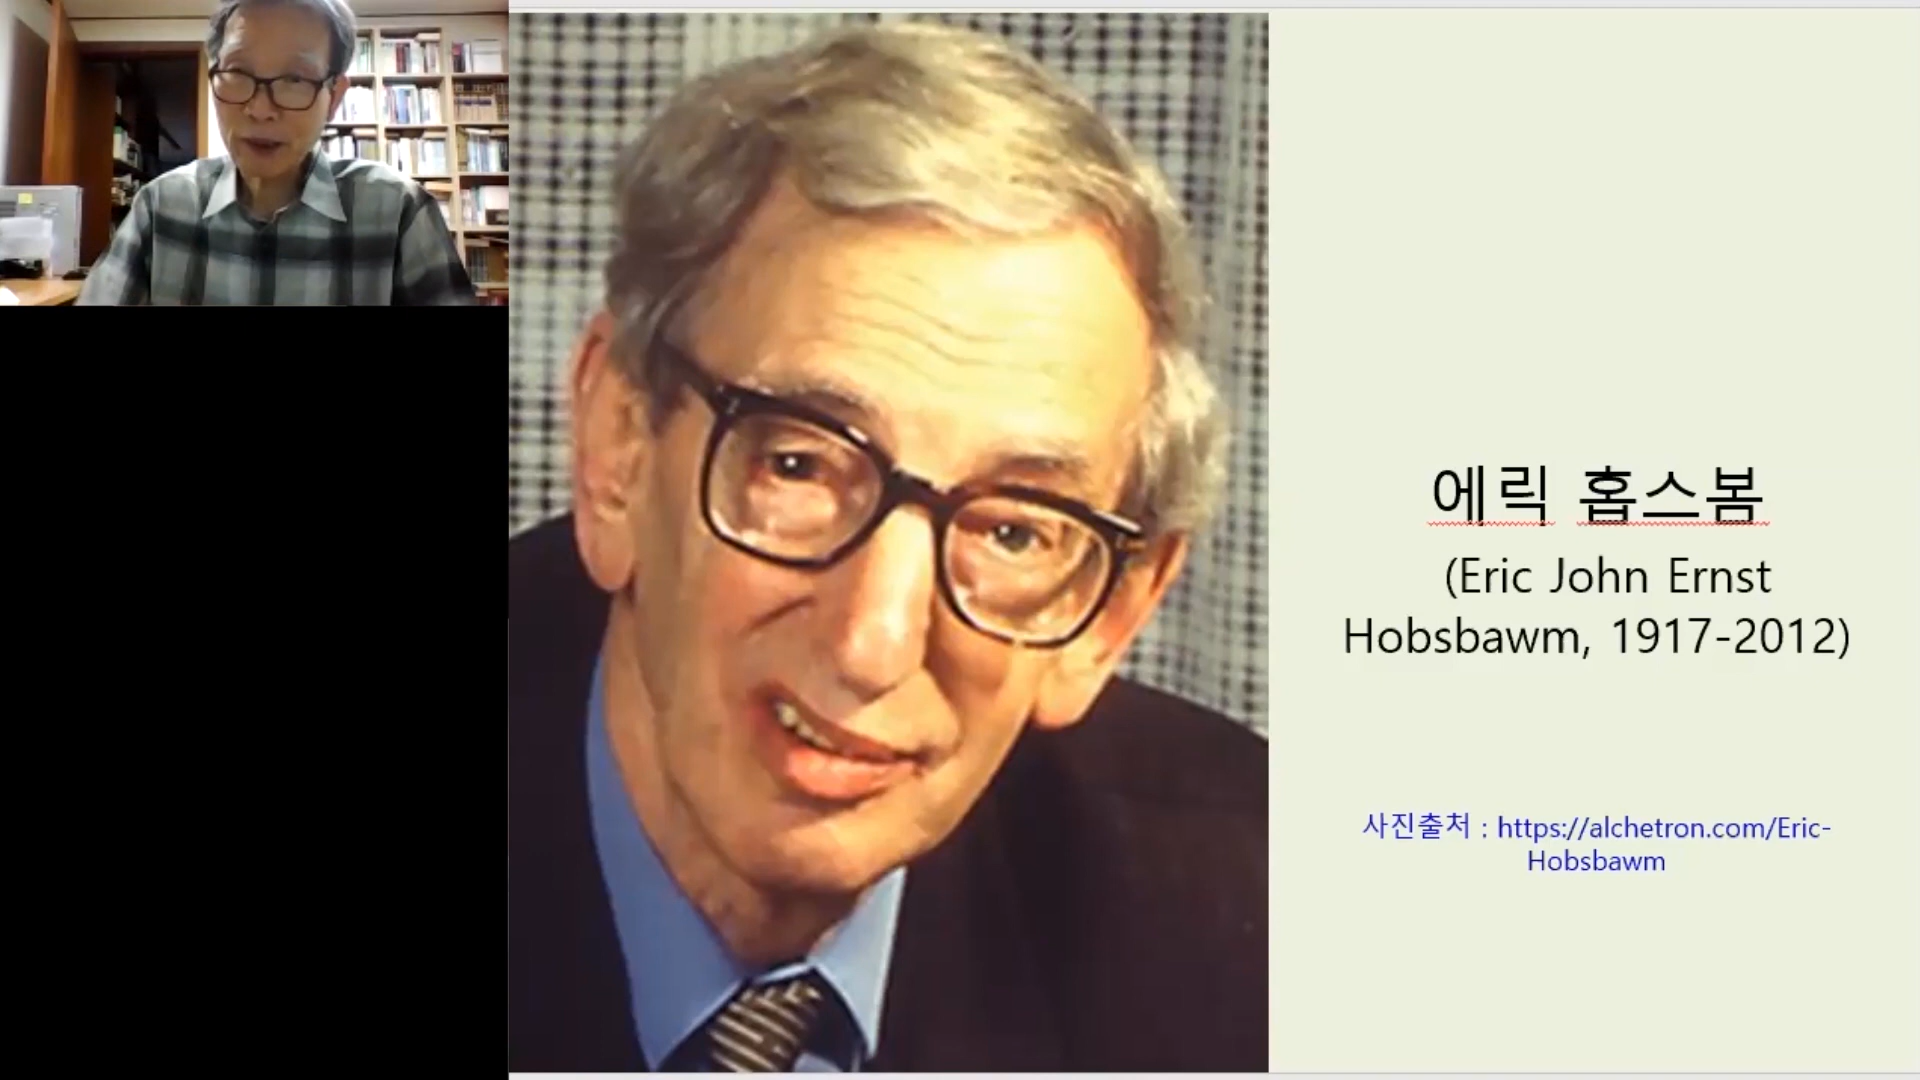 에릭 홉스봄
(Eric John Ernst
Hobsbawm, 1917-2012)
사진출처 : https://alchetron.com/Eric-
Hobsbawm